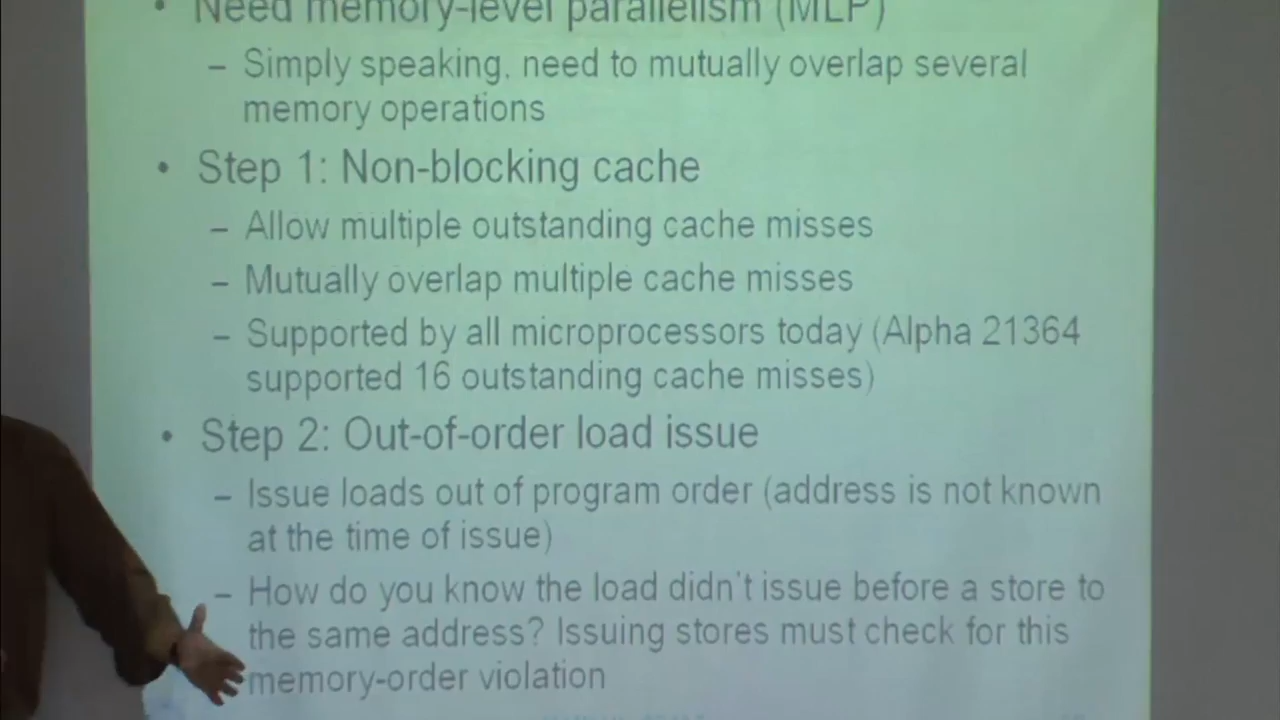 • Need memory-level parallelism (MLP)
– Simply speaking, need to mutually overlap several
memory operations
• Step 1: Non-blocking cache
– Allow multiple outstanding cache misses
– Mutually overlap multiple cache misses
– Supported by all microprocessors today (Alpha 21364
supported 16 outstanding cache misses)
• Step 2: Out-of-order load issue
– Issue loads out of program order (address is not known
at the time of issue)
– How do you know the load didn't issue before a store to
the same address? Issuing stores must check for this
memory-order violation